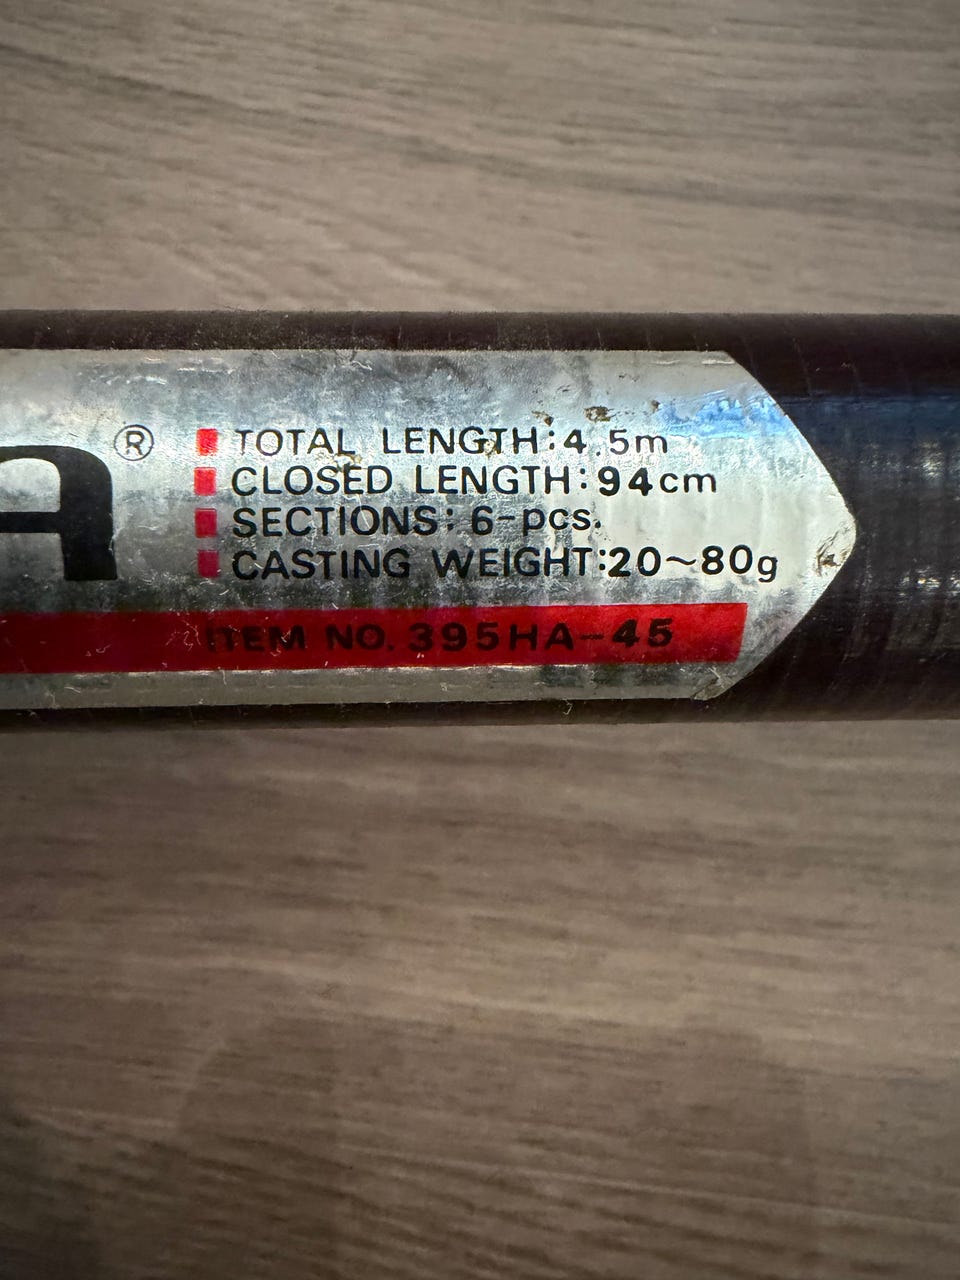 A®
TOTAL LENGTH:4.5m
CLOSED LENGTH:94cm
SECTIONS: 6-pcs.
CASTING WEIGHT:20~80g
ITEM NO. 395HA-45